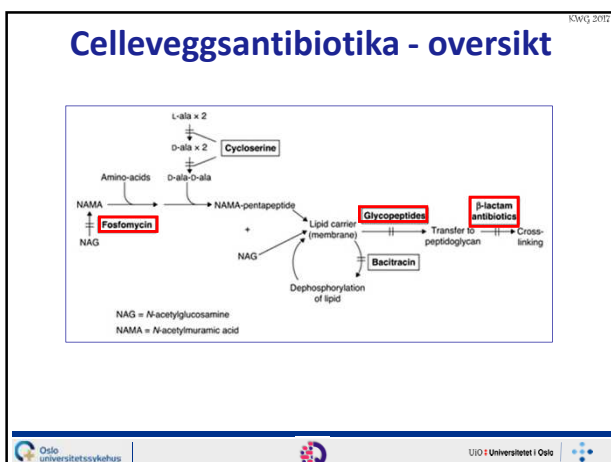 KWG 2017
Celleveggsantibiotika - oversikt
L-ala × 2
D-ala × 2
Cycloserine
Amino-acids
D-ala-D-ala
NAMA
NAMA-pentapeptide
Glycopeptides
β-lactam
antibiotics
Fosfomycin
Lipid carrier
(membrane)
Transfer to
peptidoglycan
Cross-
linking
NAG
+
NAG
Bacitracin
Dephosphorylation
of lipid
NAG = N-acetylglucosamine
NAMA = N-acetylmuramic acid
Oslo
universitetssykehus
UiO Universitetet i Oslo